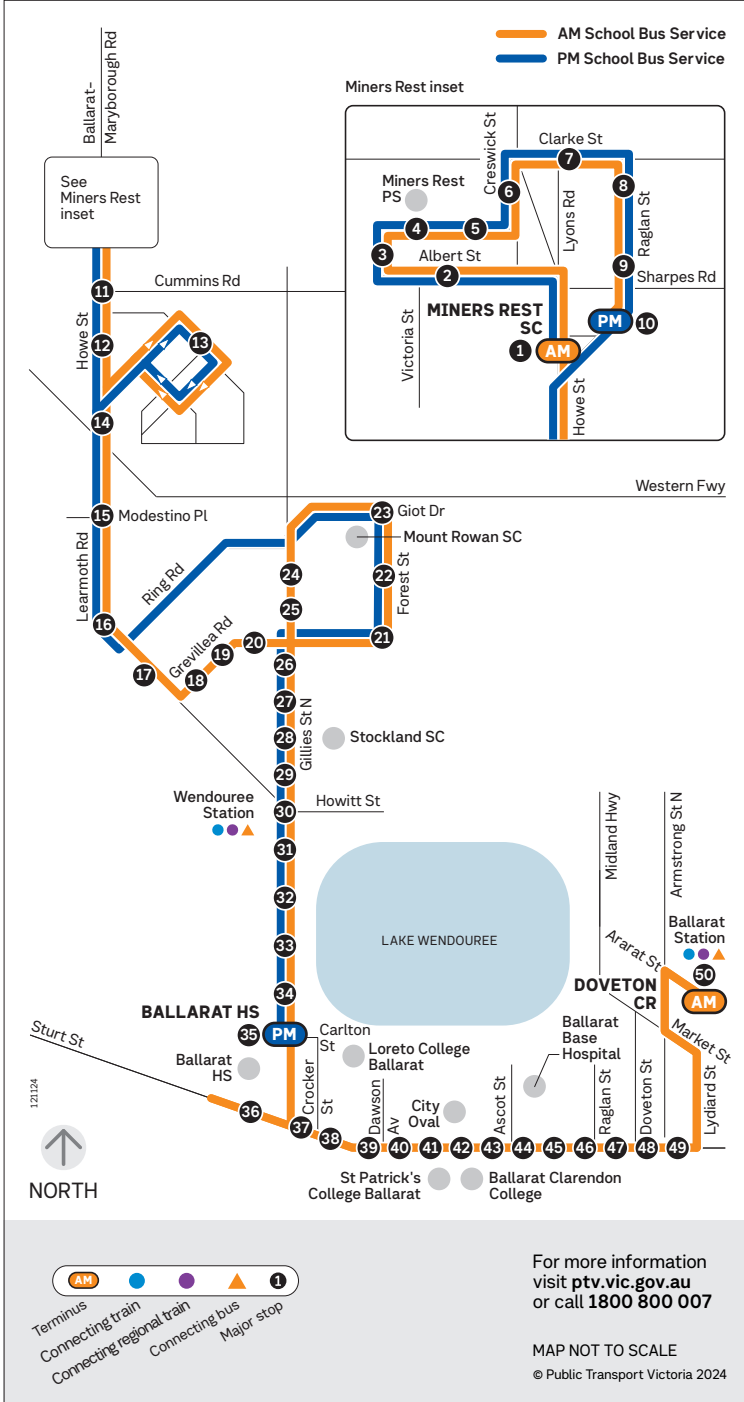 AM School Bus Service
PM School Bus Service
Ballarat-
Maryborough Rd
See
Miners Rest
inset
Miners Rest inset
Creswick St
Clarke St
7
Miners Rest
PS
6
8
Lyons Rd
Raglan St
4
5
3
Albert St
2
9
Sharpes Rd
MINERS REST
SC
PM
10
1
AM
Victoria St
Howe St
11
Cummins Rd
Howe St
12
13
14
Western Fwy
15
Modestino Pl
23
Giot Dr
Mount Rowan SC
Learmoth Rd
Ring Rd
24
22
Forest St
25
16
21
Grevillea Rd
20
19
26
17
18
27
Gillies St N
28
Stockland SC
29
Wendouree
Station
30
Howitt St
31
Midland Hwy
Armstrong St N
32
LAKE WENDOUREE
33
Ararat St
Ballarat
Station
50
34
DOVETON
CR
AM
BALLARAT HS
35
PM
Carlton
St
Sturt St
Ballarat
HS
Loreto College
Ballarat
Ballarat
Base
Hospital
Market St
121124
36
Crocker
St
37
38
Dawson
Av
City
Oval
Ascot St
Raglan St
Doveton St
Lydiard St
39
40
41
42
43
44
45
46
47
48
49
St Patrick's
College Ballarat
Ballarat Clarendon
College
NORTH
AM
1
Terminus
Connecting train
Connecting regional train
Connecting bus
Major stop
For more information
visit ptv.vic.gov.au
or call 1800 800 007
MAP NOT TO SCALE
© Public Transport Victoria 2024